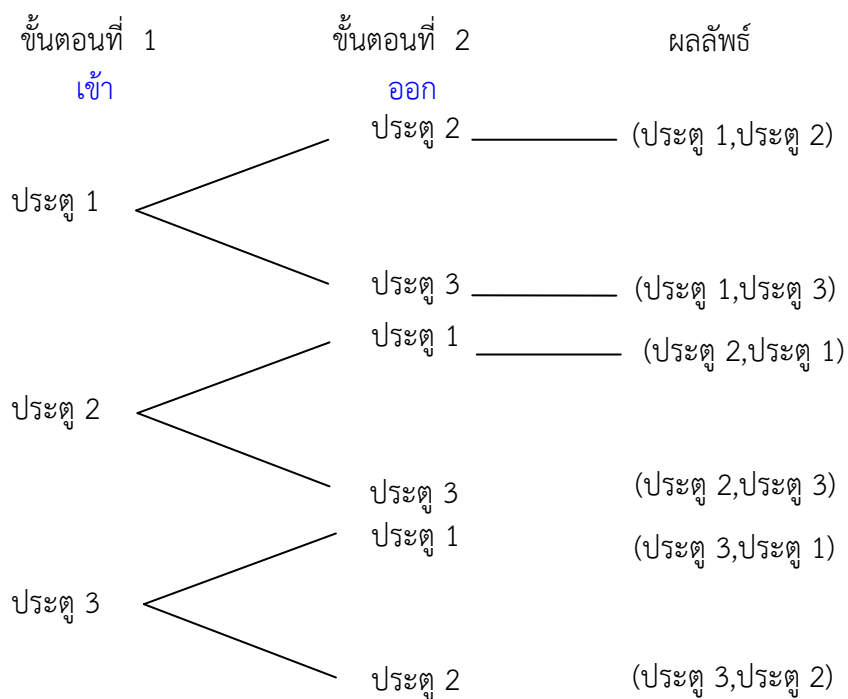 ขั้นตอนที่ 1 ขั้นตอนที่ 2 ผลลัพธ์
เข้า ออก
ประตู 2 (ประตู 1,ประตู 2)
ประตู 1
ประตู 3 (ประตู 1,ประตู 3)
ประตู 1 (ประตู 2,ประตู 1)
ประตู 2
ประตู 3 (ประตู 2,ประตู 3)
ประตู 1 (ประตู 3,ประตู 1)
ประตู 3
ประตู 2 (ประตู 3,ประตู 2)